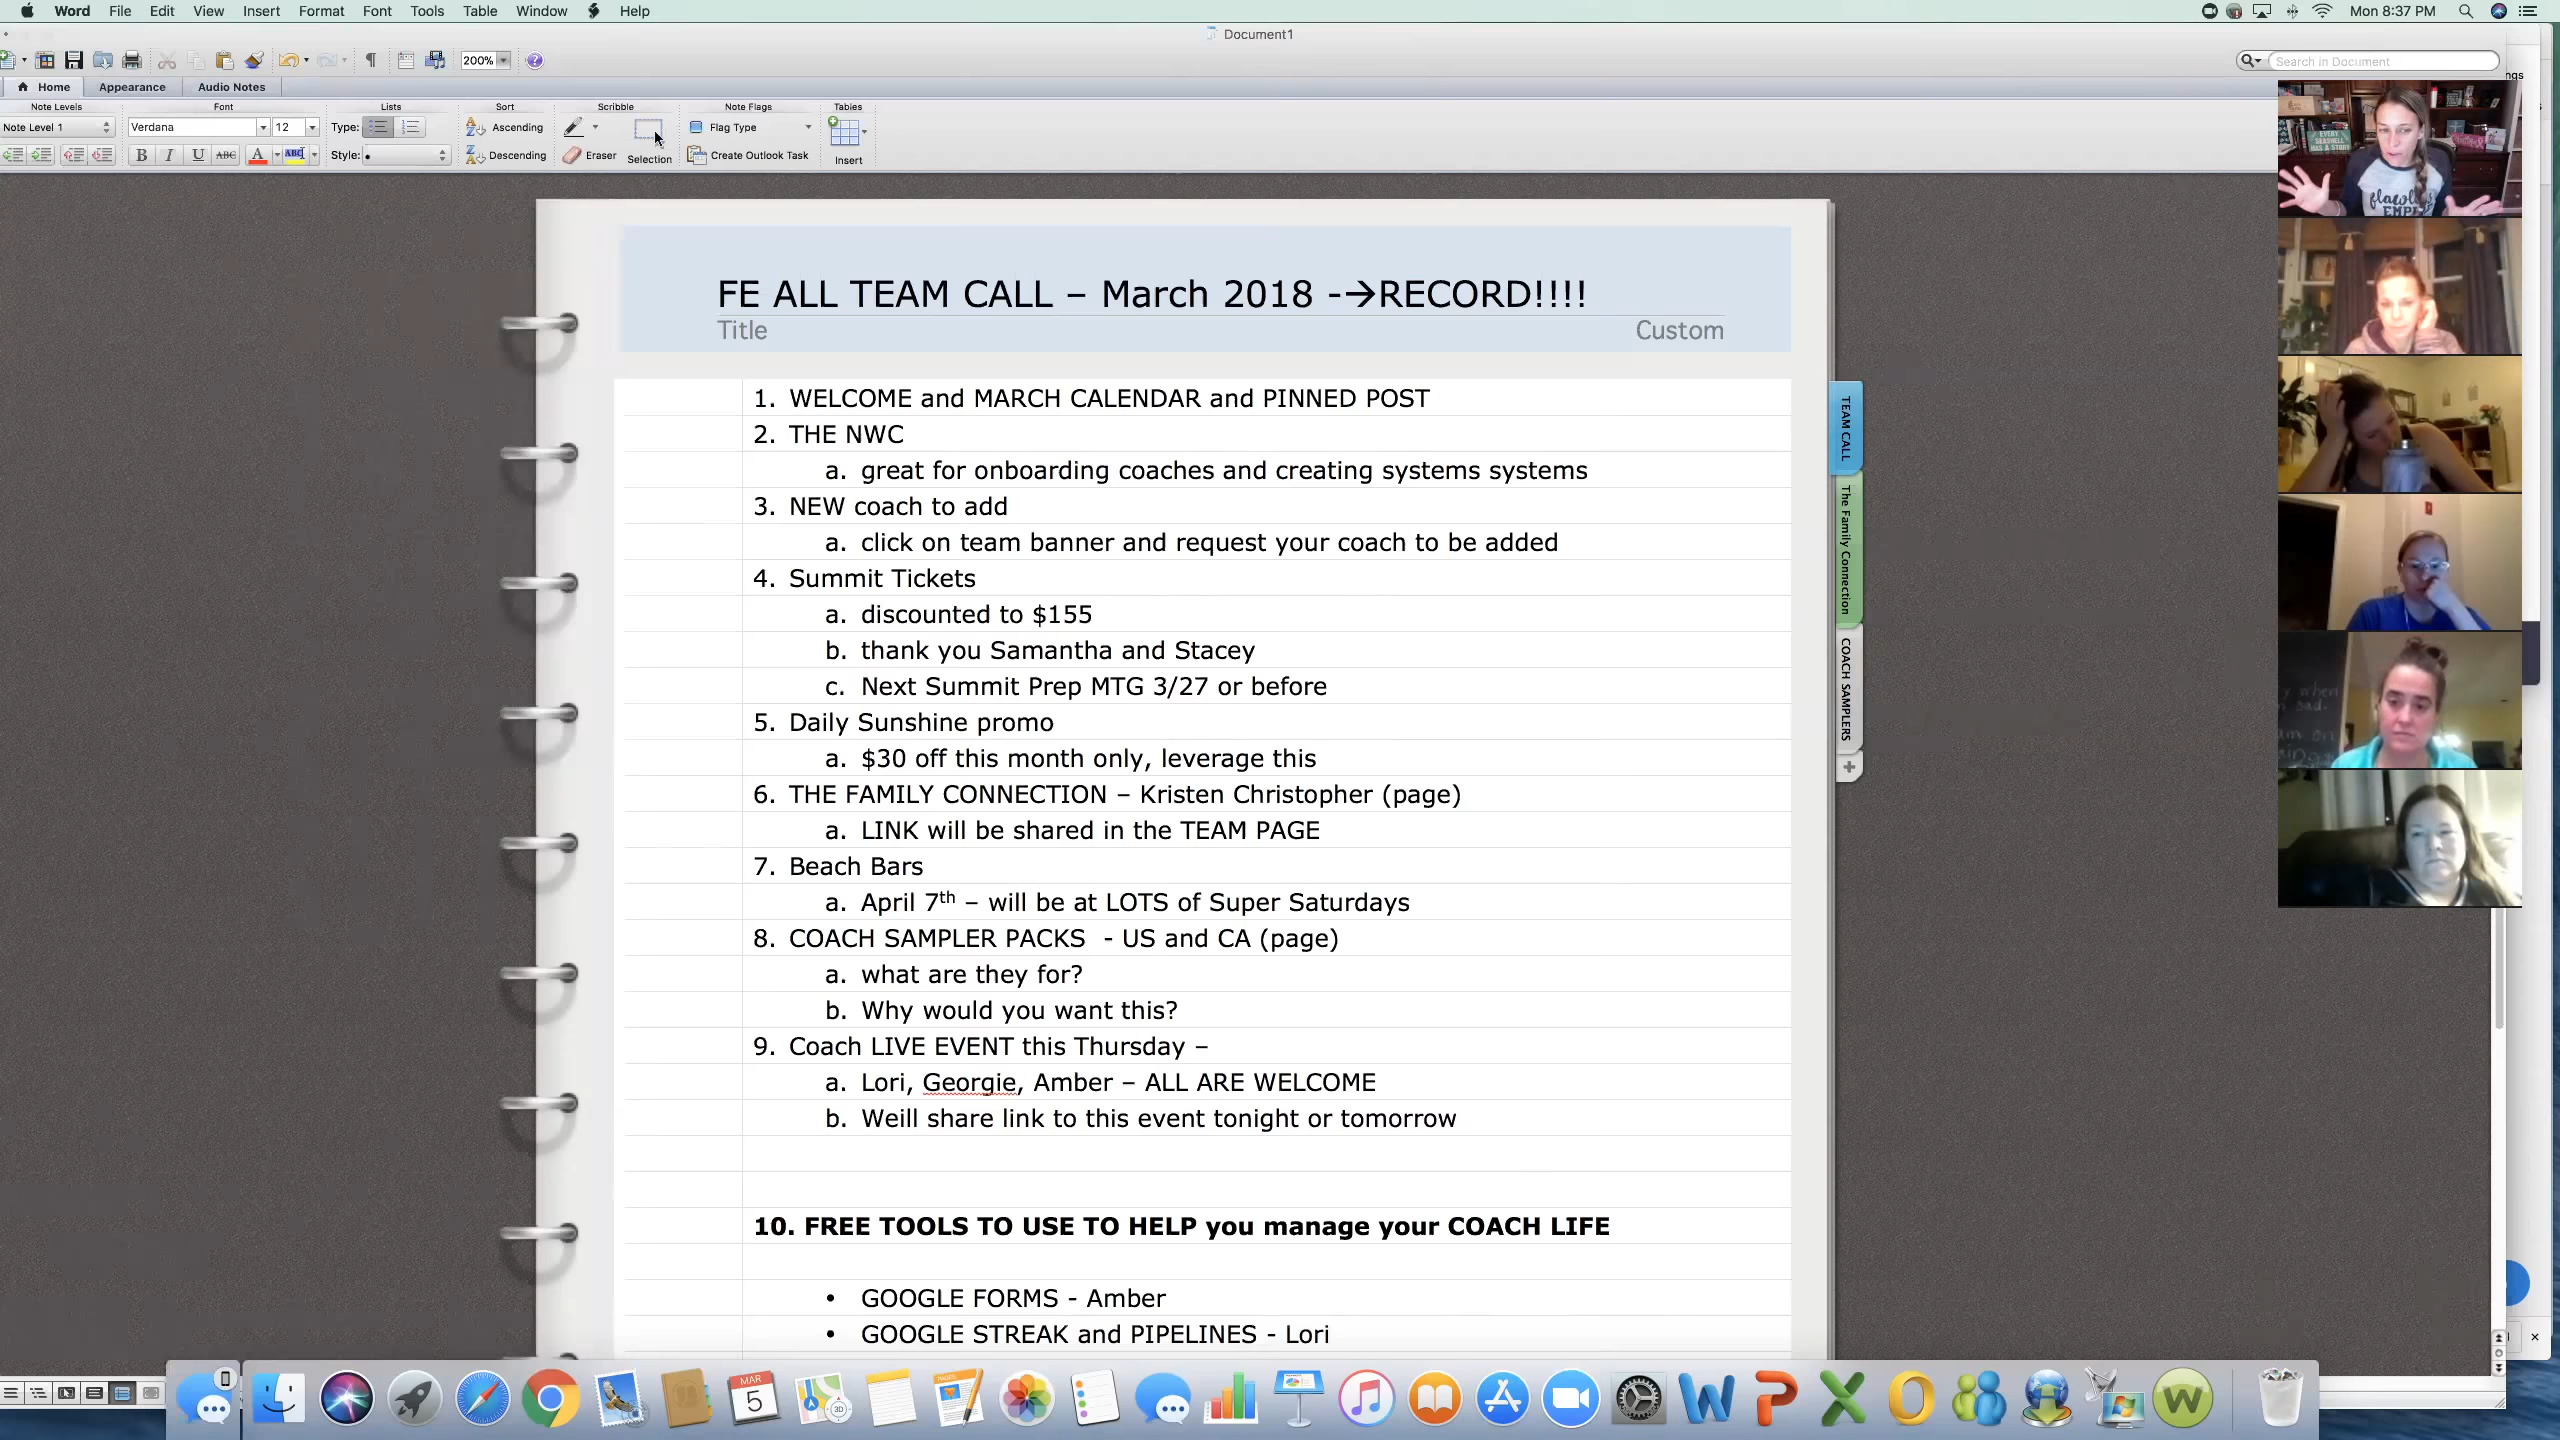 Word File Edit View Insert Format Font Tools Table Window Help Mon 8:37 PM
Document1
200% Search in Document
ngs
Home Appearance Audio Notes
Note Levels Font Lists Sort Scribble Note Flags Tables
Note Level 1 Verdana 12 Type: Ascending Flag Type
B I U ABC A ABC Style: Descending Eraser Selection Create Outlook Task Insert
EVERY SEASHELL HAS A STORY
FE ALL TEAM CALL – March 2018 -→RECORD!!!!
Title Custom
1. WELCOME and MARCH CALENDAR and PINNED POST
2. THE NWC
a. great for onboarding coaches and creating systems systems
3. NEW coach to add
a. click on team banner and request your coach to be added
4. Summit Tickets
a. discounted to $155
b. thank you Samantha and Stacey
c. Next Summit Prep MTG 3/27 or before
5. Daily Sunshine promo
a. $30 off this month only, leverage this
6. THE FAMILY CONNECTION – Kristen Christopher (page)
a. LINK will be shared in the TEAM PAGE
7. Beach Bars
a. April 7th – will be at LOTS of Super Saturdays
8. COACH SAMPLER PACKS - US and CA (page)
a. what are they for?
b. Why would you want this?
9. Coach LIVE EVENT this Thursday –
a. Lori, Georgie, Amber – ALL ARE WELCOME
b. Weill share link to this event tonight or tomorrow
10. FREE TOOLS TO USE TO HELP you manage your COACH LIFE
• GOOGLE FORMS - Amber
• GOOGLE STREAK and PIPELINES - Lori
TEAM CALL
The Family Connection
COACH SAMPLERS
MAR
5
PAGES
3D
W P X O W